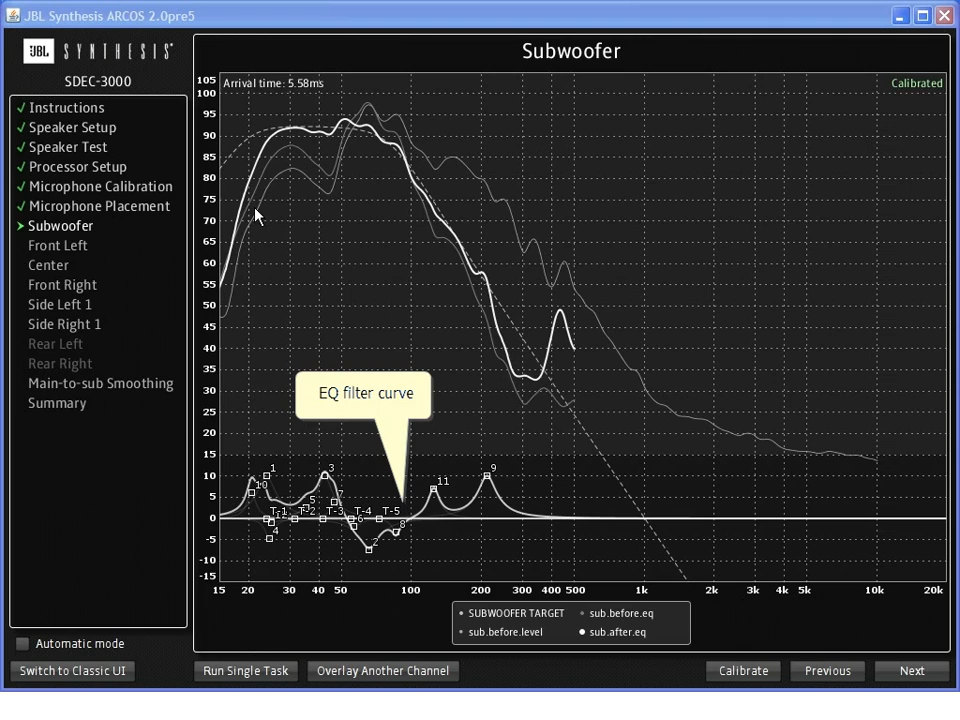 JBL Synthesis ARCOS 2.0pre5
JBL SYNTHESIS
SDEC-3000
Instructions
Speaker Setup
Speaker Test
Processor Setup
Microphone Calibration
Microphone Placement
Subwoofer
Front Left
Center
Front Right
Side Left 1
Side Right 1
Rear Left
Rear Right
Main-to-sub Smoothing
Summary
Automatic mode
Switch to Classic UI
Subwoofer
Arrival time: 5.58ms
Calibrated
105
100
95
90
85
80
75
70
65
60
55
50
45
40
35
30
25
20
15
10
5
0
-5
-10
-15
EQ filter curve
1
10
3
5
7
11
9
T-1
T-2
T-3
T-4
T-5
4
6
2
8
15 20 30 40 50 100 200 300 400 500 1k 2k 3k 4k 5k 10k 20k
SUBWOOFER TARGET
sub.before.eq
sub.before.level
sub.after.eq
Run Single Task
Overlay Another Channel
Calibrate
Previous
Next